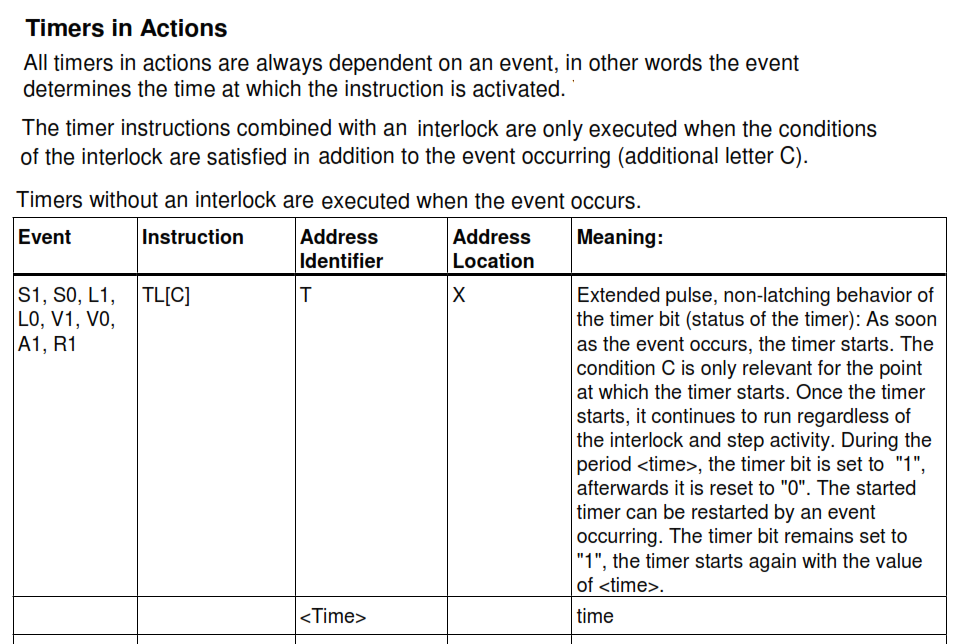 Timers in Actions
All timers in actions are always dependent on an event, in other words the event
determines the time at which the instruction is activated.
The timer instructions combined with an interlock are only executed when the conditions
of the interlock are satisfied in addition to the event occurring (additional letter C).
Timers without an interlock are executed when the event occurs.
Event Instruction Address Identifier Address Location Meaning:
S1, S0, L1,
L0, V1, V0,
A1, R1
TL[C]
T
X
Extended pulse, non-latching behavior of
the timer bit (status of the timer): As soon
as the event occurs, the timer starts. The
condition C is only relevant for the point
at which the timer starts. Once the timer
starts, it continues to run regardless of
the interlock and step activity. During the
period <time>, the timer bit is set to "1",
afterwards it is reset to "0". The started
timer can be restarted by an event
occurring. The timer bit remains set to
"1", the timer starts again with the value
of <time>.
<Time> time